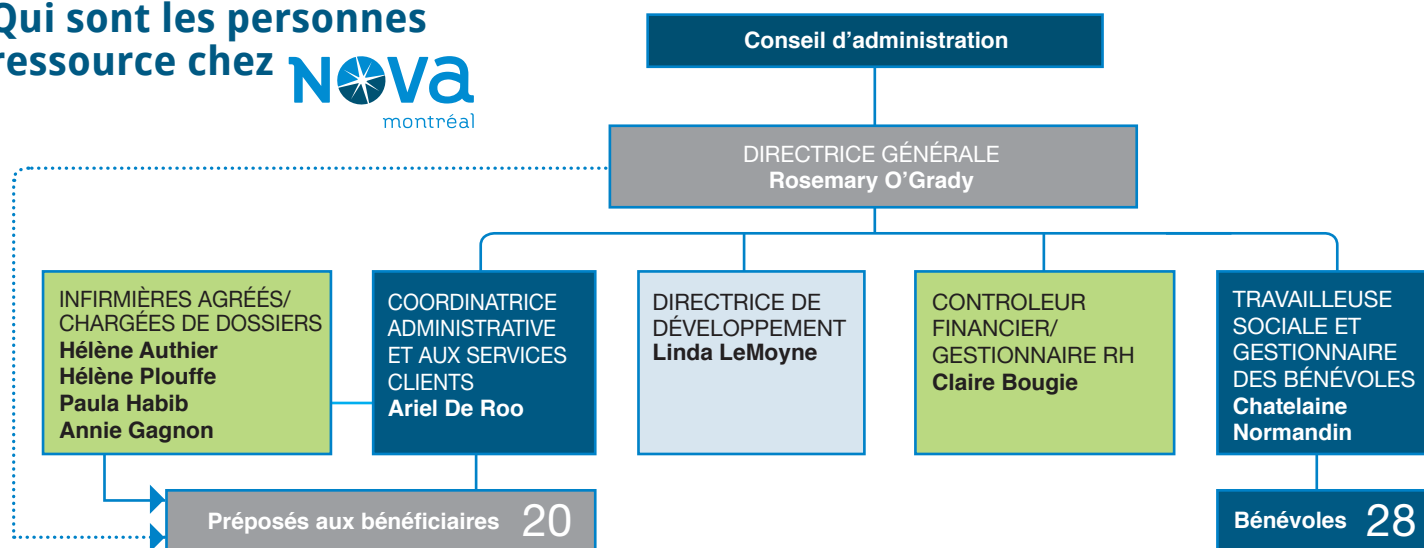 Qui sont les personnes
ressource chez NOVa
montréal
Conseil d’administration
DIRECTRICE GÉNÉRALE
Rosemary O’Grady
INFIRMIÈRES AGRÉÉS/
CHARGÉES DE DOSSIERS
Hélène Authier
Hélène Plouffe
Paula Habib
Annie Gagnon
COORDINATRICE
ADMINISTRATIVE
ET AUX SERVICES
CLIENTS
Ariel De Roo
DIRECTRICE DE
DÉVELOPPEMENT
Linda LeMoyne
CONTROLEUR
FINANCIER/
GESTIONNAIRE RH
Claire Bougie
TRAVAILLEUSE
SOCIALE ET
GESTIONNAIRE
DES BÉNÉVOLES
Chatelaine
Normandin
Préposés aux bénéficiaires 20
Bénévoles 28